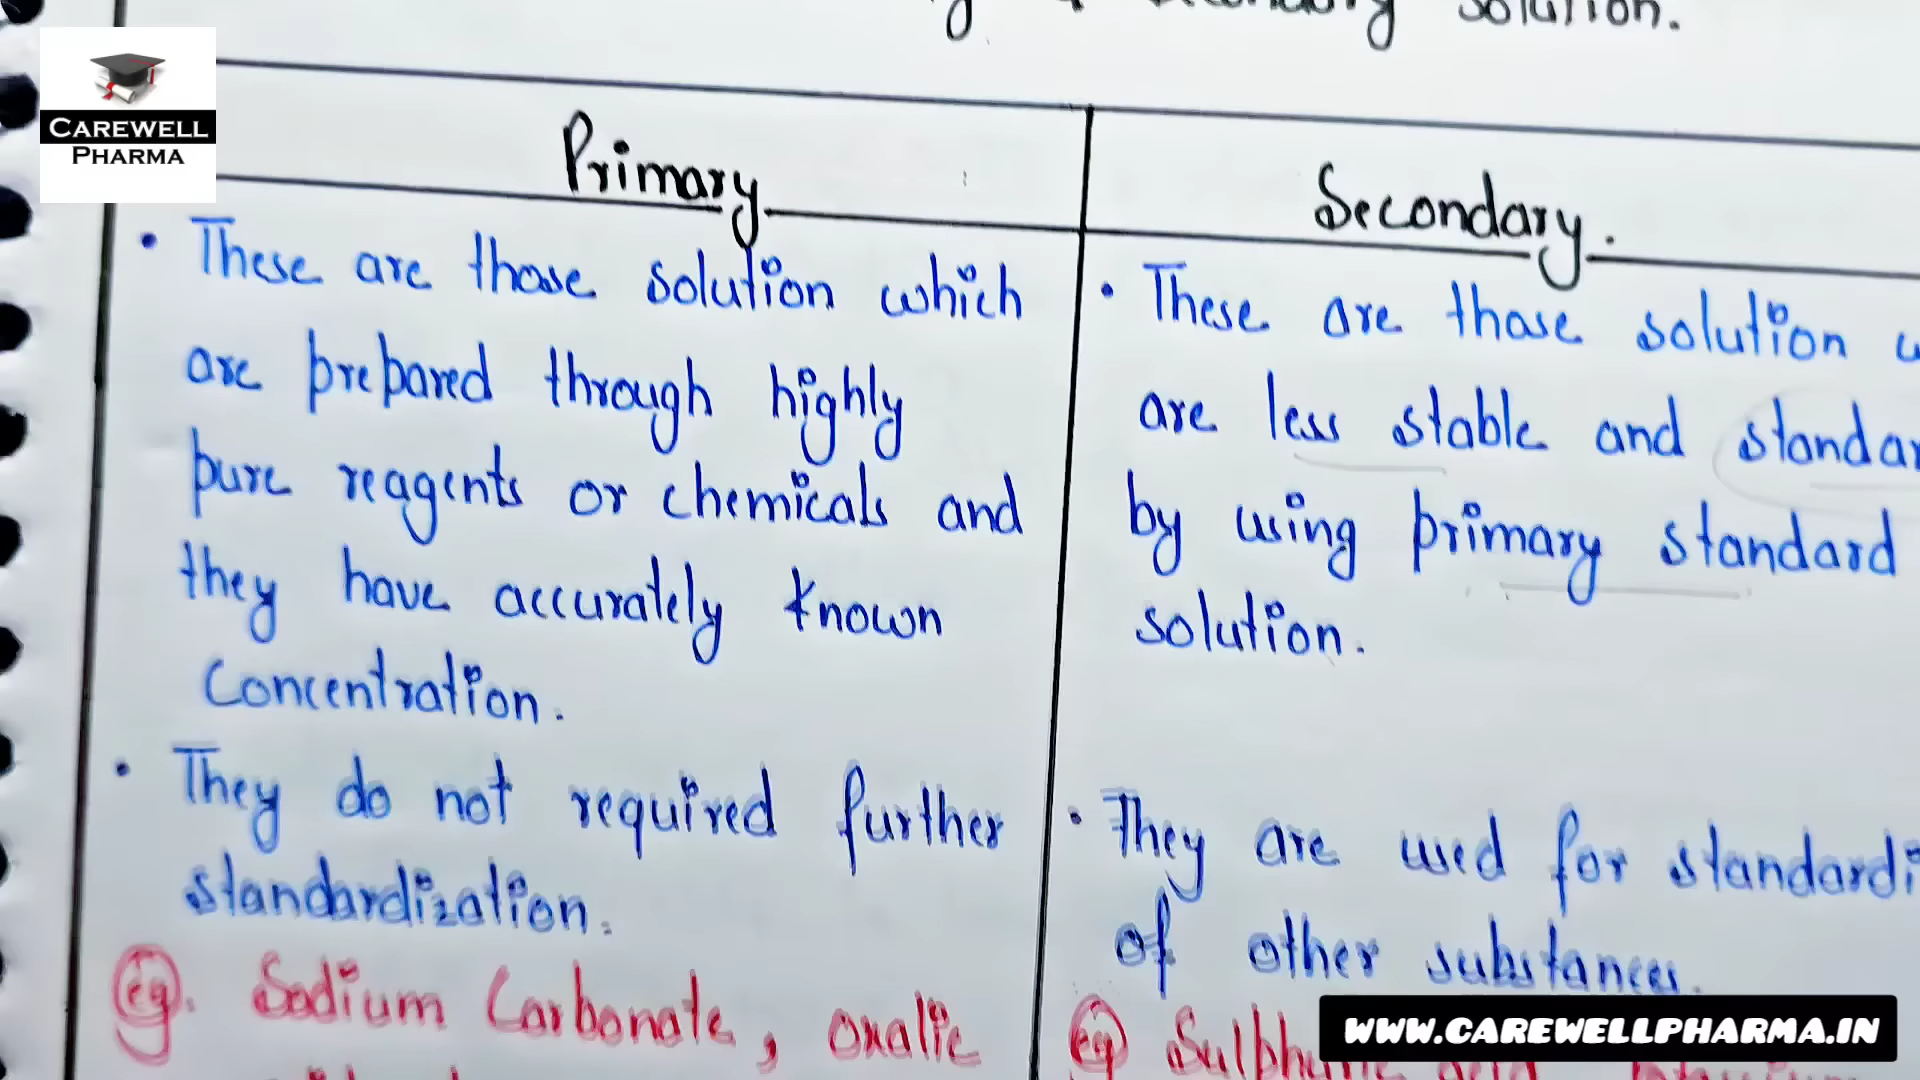 solution.
CAREWELL
PHARMA
Primary
Secondary.
• These are those solution which
are prepared through highly
pure reagents or chemicals and
they have accurately known
Concentration.
• They do not required further
standardization.
eg. Sodium Carbonate, oxalic
• These are those solution
are less stable and
by using primary standard
solution.
• They are used for
of other substances.
eg
WWW.CAREWELLPHARMA.IN